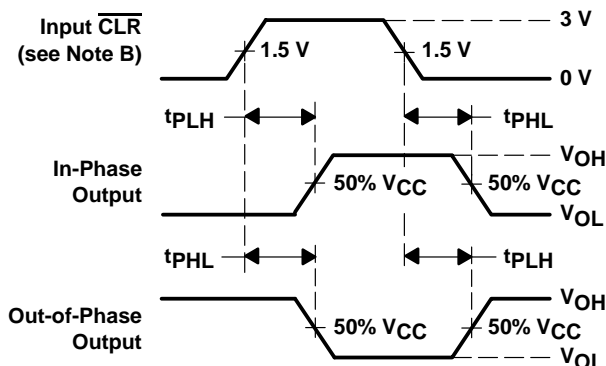 Input CLR
(see Note B)
3 V
1.5 V
1.5 V
0 V
tPLH
tPHL
In-Phase
Output
VOH
50% VCC
50% VCC
VOL
tPHL
tPLH
Out-of-Phase
Output
VOH
50% VCC
50% VCC
VOL